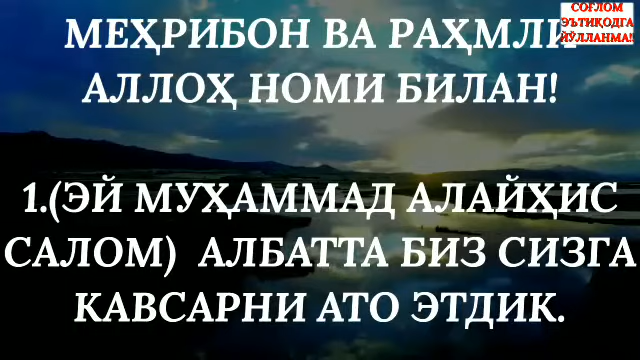 СОҒЛОМ
ЭЪТИҚОДГА
ЙЎЛЛАНМА!!
МЕҲРИБОН ВА РАҲМЛИ
АЛЛОҲ НОМИ БИЛАН!
1.(ЭЙ МУҲАММАД АЛАЙҲИС
САЛОМ) АЛБАТТА БИЗ СИЗГА
КАВСАРНИ АТО ЭТДИК.